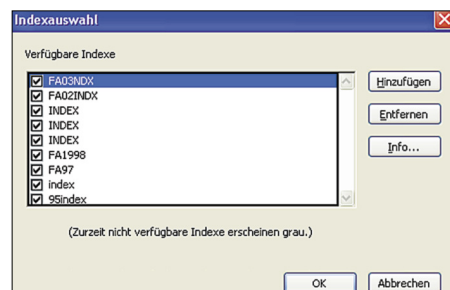 Indexauswahl
Verfügbare Indexe
FA03NDX
FA02INDX
INDEX
INDEX
INDEX
FA1998
FA97
index
95index
Hinzufügen
Entfernen
Info...
(Zurzeit nicht verfügbare Indexe erscheinen grau.)
OK
Abbrechen